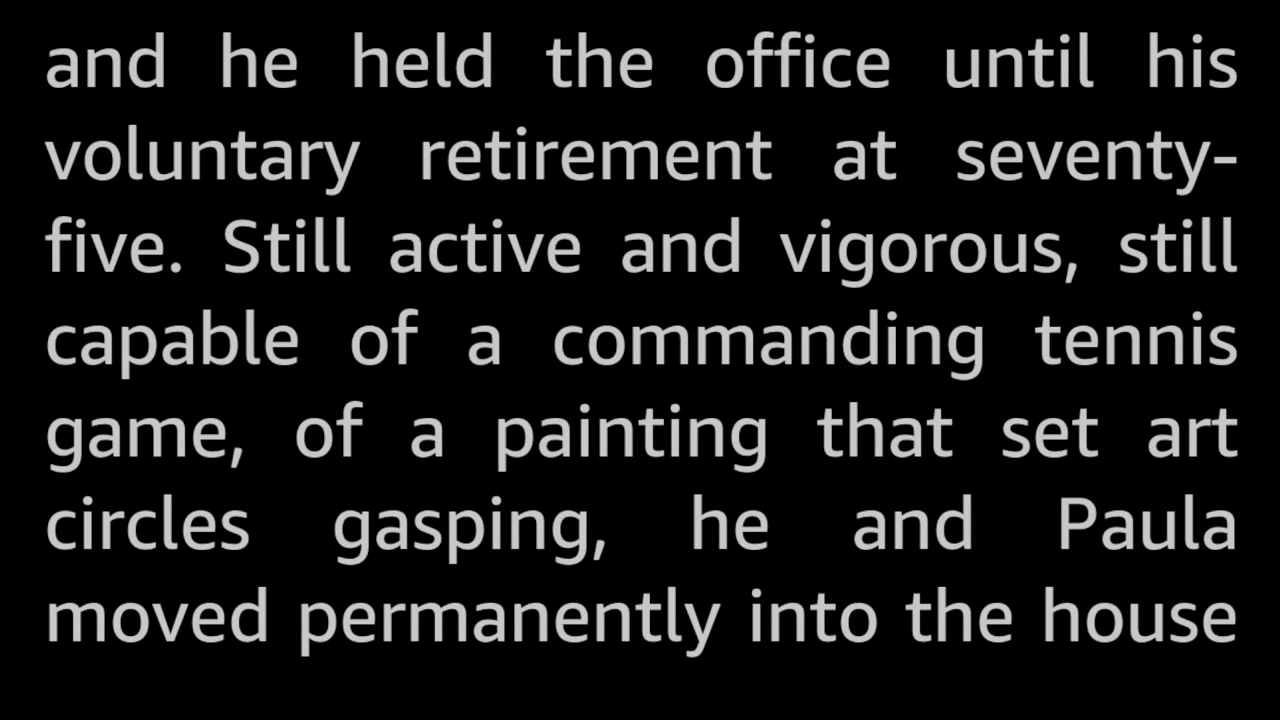 and he held the office until his
voluntary retirement at seventy-
five. Still active and vigorous, still
capable of a commanding tennis
game, of a painting that set art
circles gasping, he and Paula
moved permanently into the house